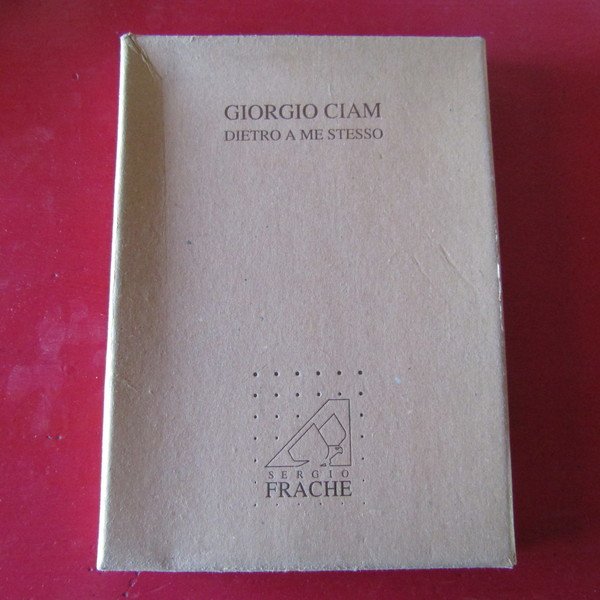 GIORGIO CIAM
DIETRO A ME STESSO
SERGIO
FRACHE